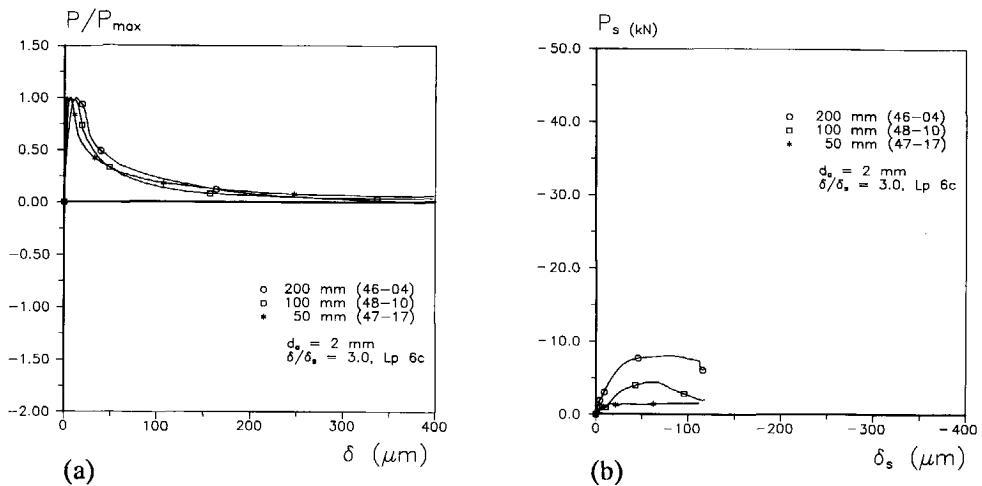 P/Pmax
1.50
1.00
0.50
0.00
-0.50
-1.00
-1.50
-2.00
0
100
200
300
400
200 mm (46-04)
100 mm (48-10)
50 mm (47-17)
da = 2 mm
δ/δs = 3.0, Lp 6c
δ (μm)
(a)
Ps (kN)
-50.0
-40.0
-30.0
-20.0
-10.0
0.0
0
-100
-200
-300
-400
200 mm (46-04)
100 mm (48-10)
50 mm (47-17)
da = 2 mm
δ/δs = 3.0, Lp 6c
δs (μm)
(b)